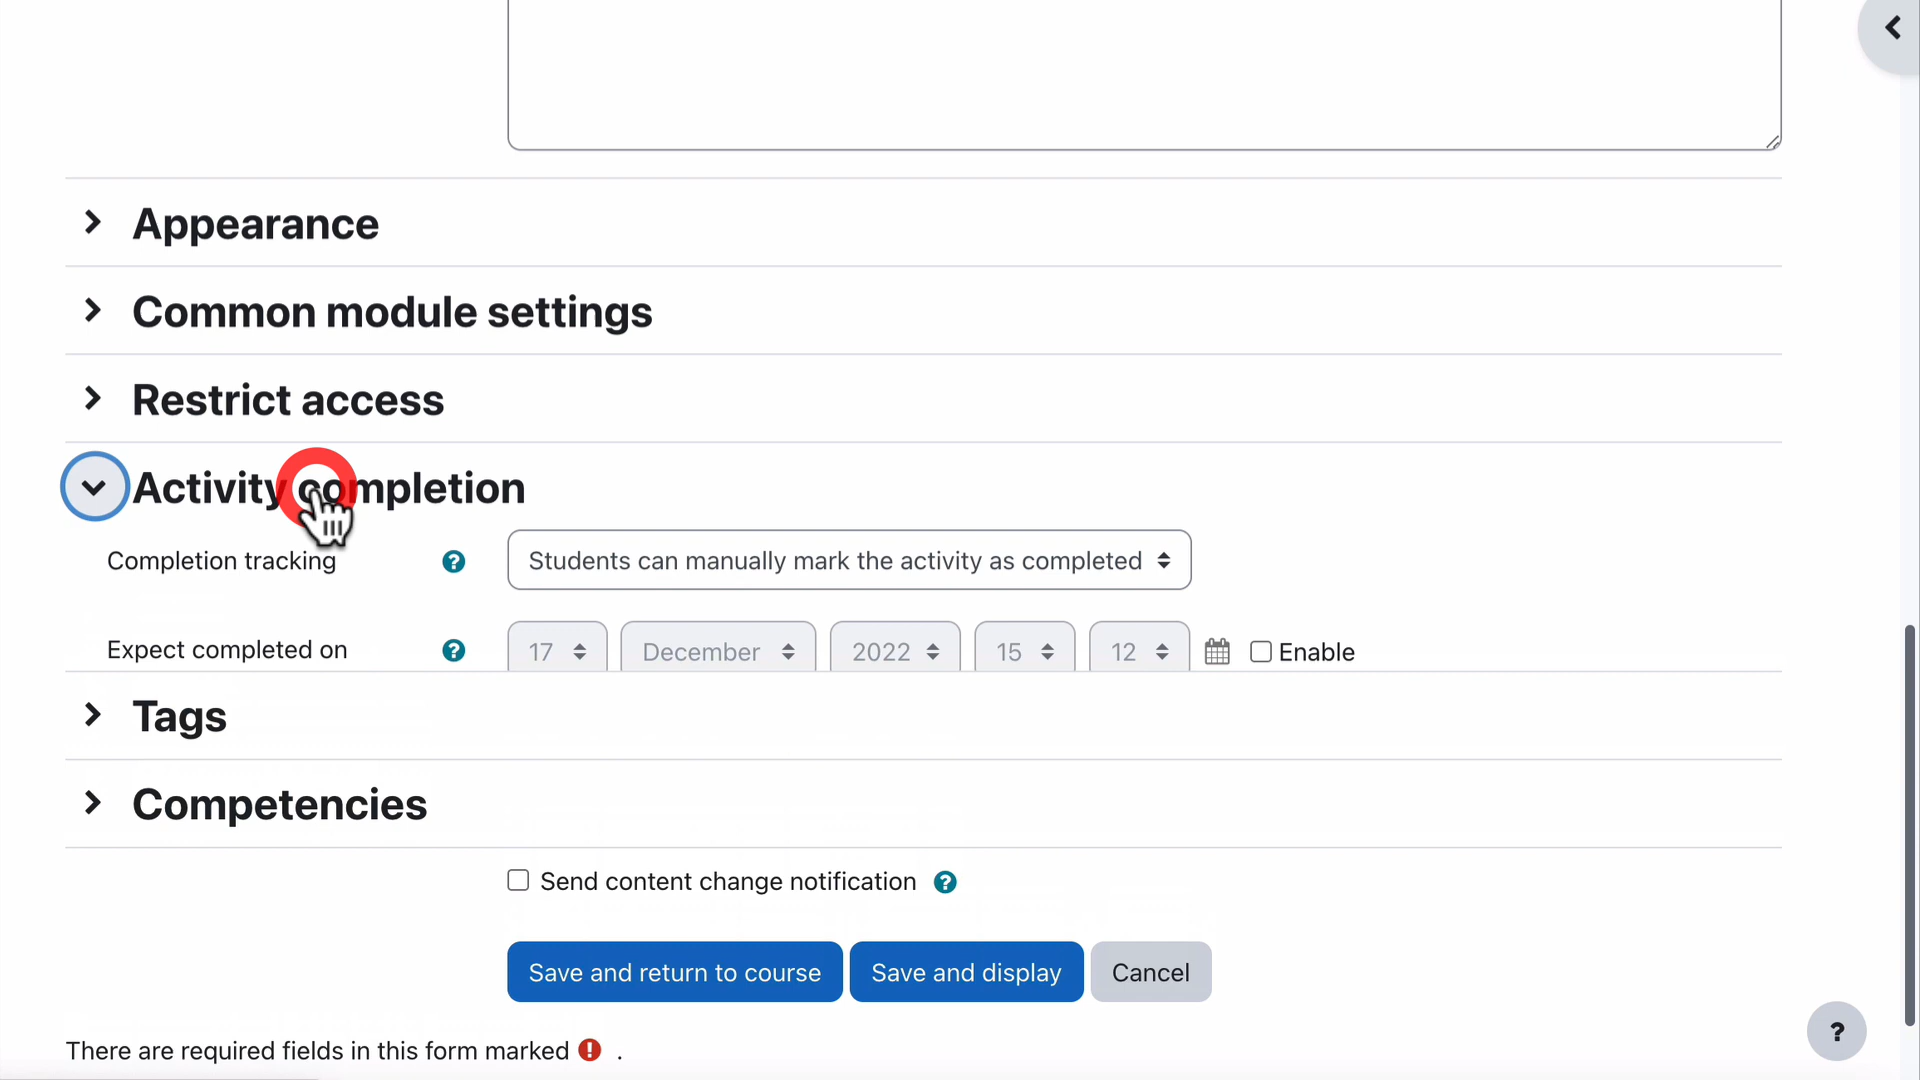 Appearance
Common module settings
Restrict access
Activity completion
Completion tracking ? Students can manually mark the activity as completed
Expect completed on ? 17 December 2022 15 12 Enable
Tags
Competencies
Send content change notification ?
Save and return to course Save and display Cancel
?
There are required fields in this form marked ! .